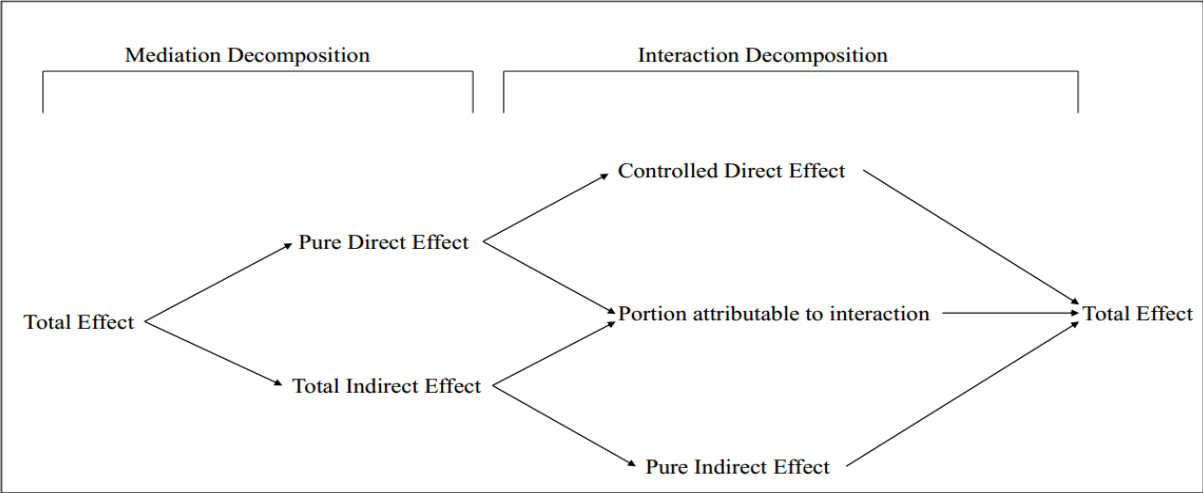 Mediation Decomposition
Interaction Decomposition
Controlled Direct Effect
Pure Direct Effect
Total Effect
Portion attributable to interaction
Total Effect
Total Indirect Effect
Pure Indirect Effect